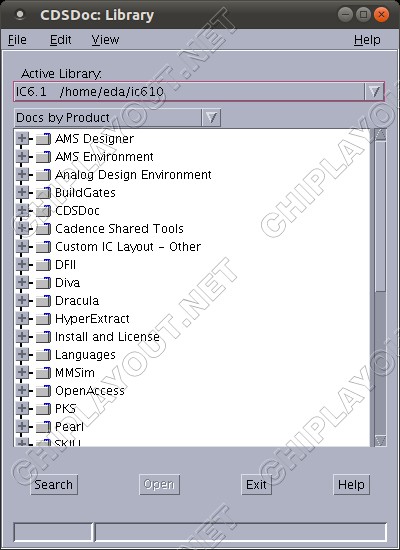 CDSDoc: Library
File Edit View Help
Active Library:
IC6.1 /home/eda/ic610
Docs by Product
AMS Designer
AMS Environment
Analog Design Environment
BuildGates
CDSDoc
Cadence Shared Tools
Custom IC Layout - Other
DFII
Diva
Dracula
HyperExtract
Install and License
Languages
MMSim
OpenAccess
PKS
Pearl
SKILL
Search Open Exit Help
CHIPLAYOUT.NET
CHIPLAYOUT.NET
CHIPLAYOUT.NET
CHIPLAYOUT.NET
CHIPLAYOUT.NET